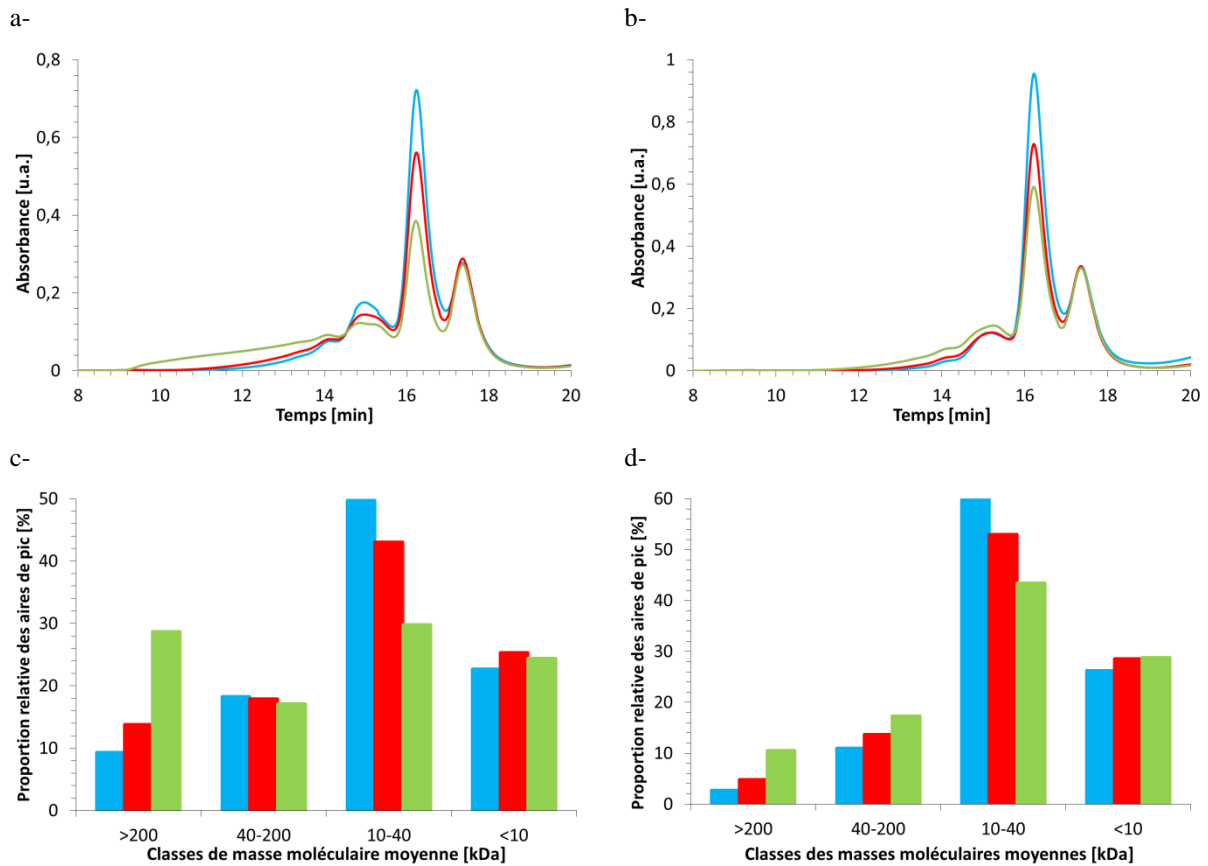 a-
0,8
0,6
0,4
0,2
0
Absorbance [u.a.]
8 10 12 14 16 18 20
Temps [min]
b-
1
0,8
0,6
0,4
0,2
0
Absorbance [u.a.]
8 10 12 14 16 18 20
Temps [min]
c-
50
40
30
20
10
0
Proportion relative des aires de pic [%]
>200 40-200 10-40 <10
Classes de masse moléculaire moyenne [kDa]
d-
60
50
40
30
20
10
0
Proportion relative des aires de pic [%]
>200 40-200 10-40 <10
Classes des masses moléculaires moyennes [kDa]